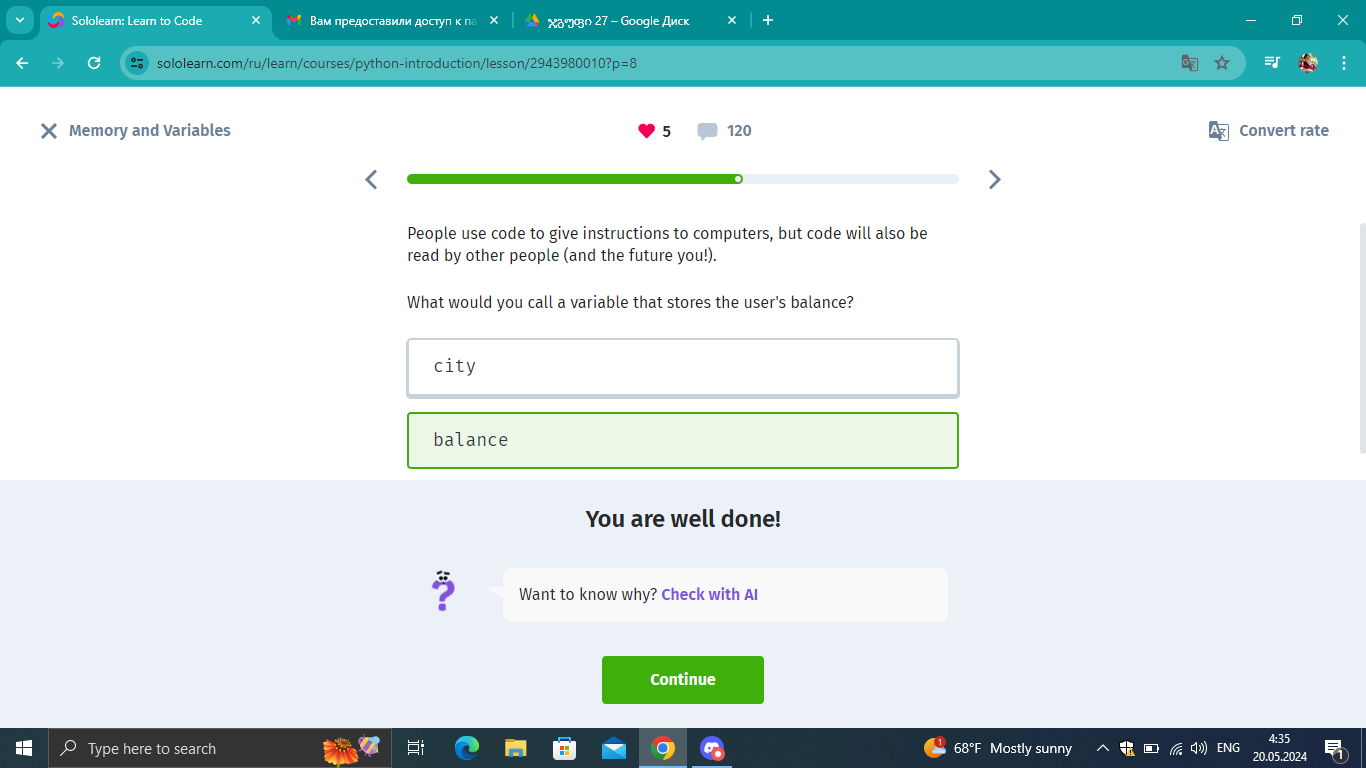 Sololearn: Learn to Code
Вам предоставили доступ к па
ჯგუფი 27 – Google Диск
sololearn.com/ru/learn/courses/python-introduction/lesson/2943980010?p=8
Memory and Variables
5
120
Convert rate
People use code to give instructions to computers, but code will also be
read by other people (and the future you!).
What would you call a variable that stores the user's balance?
city
balance
You are well done!
?
Want to know why? Check with AI
Continue
Type here to search
1
68°F Mostly sunny
ENG
4:35
20.05.2024
1